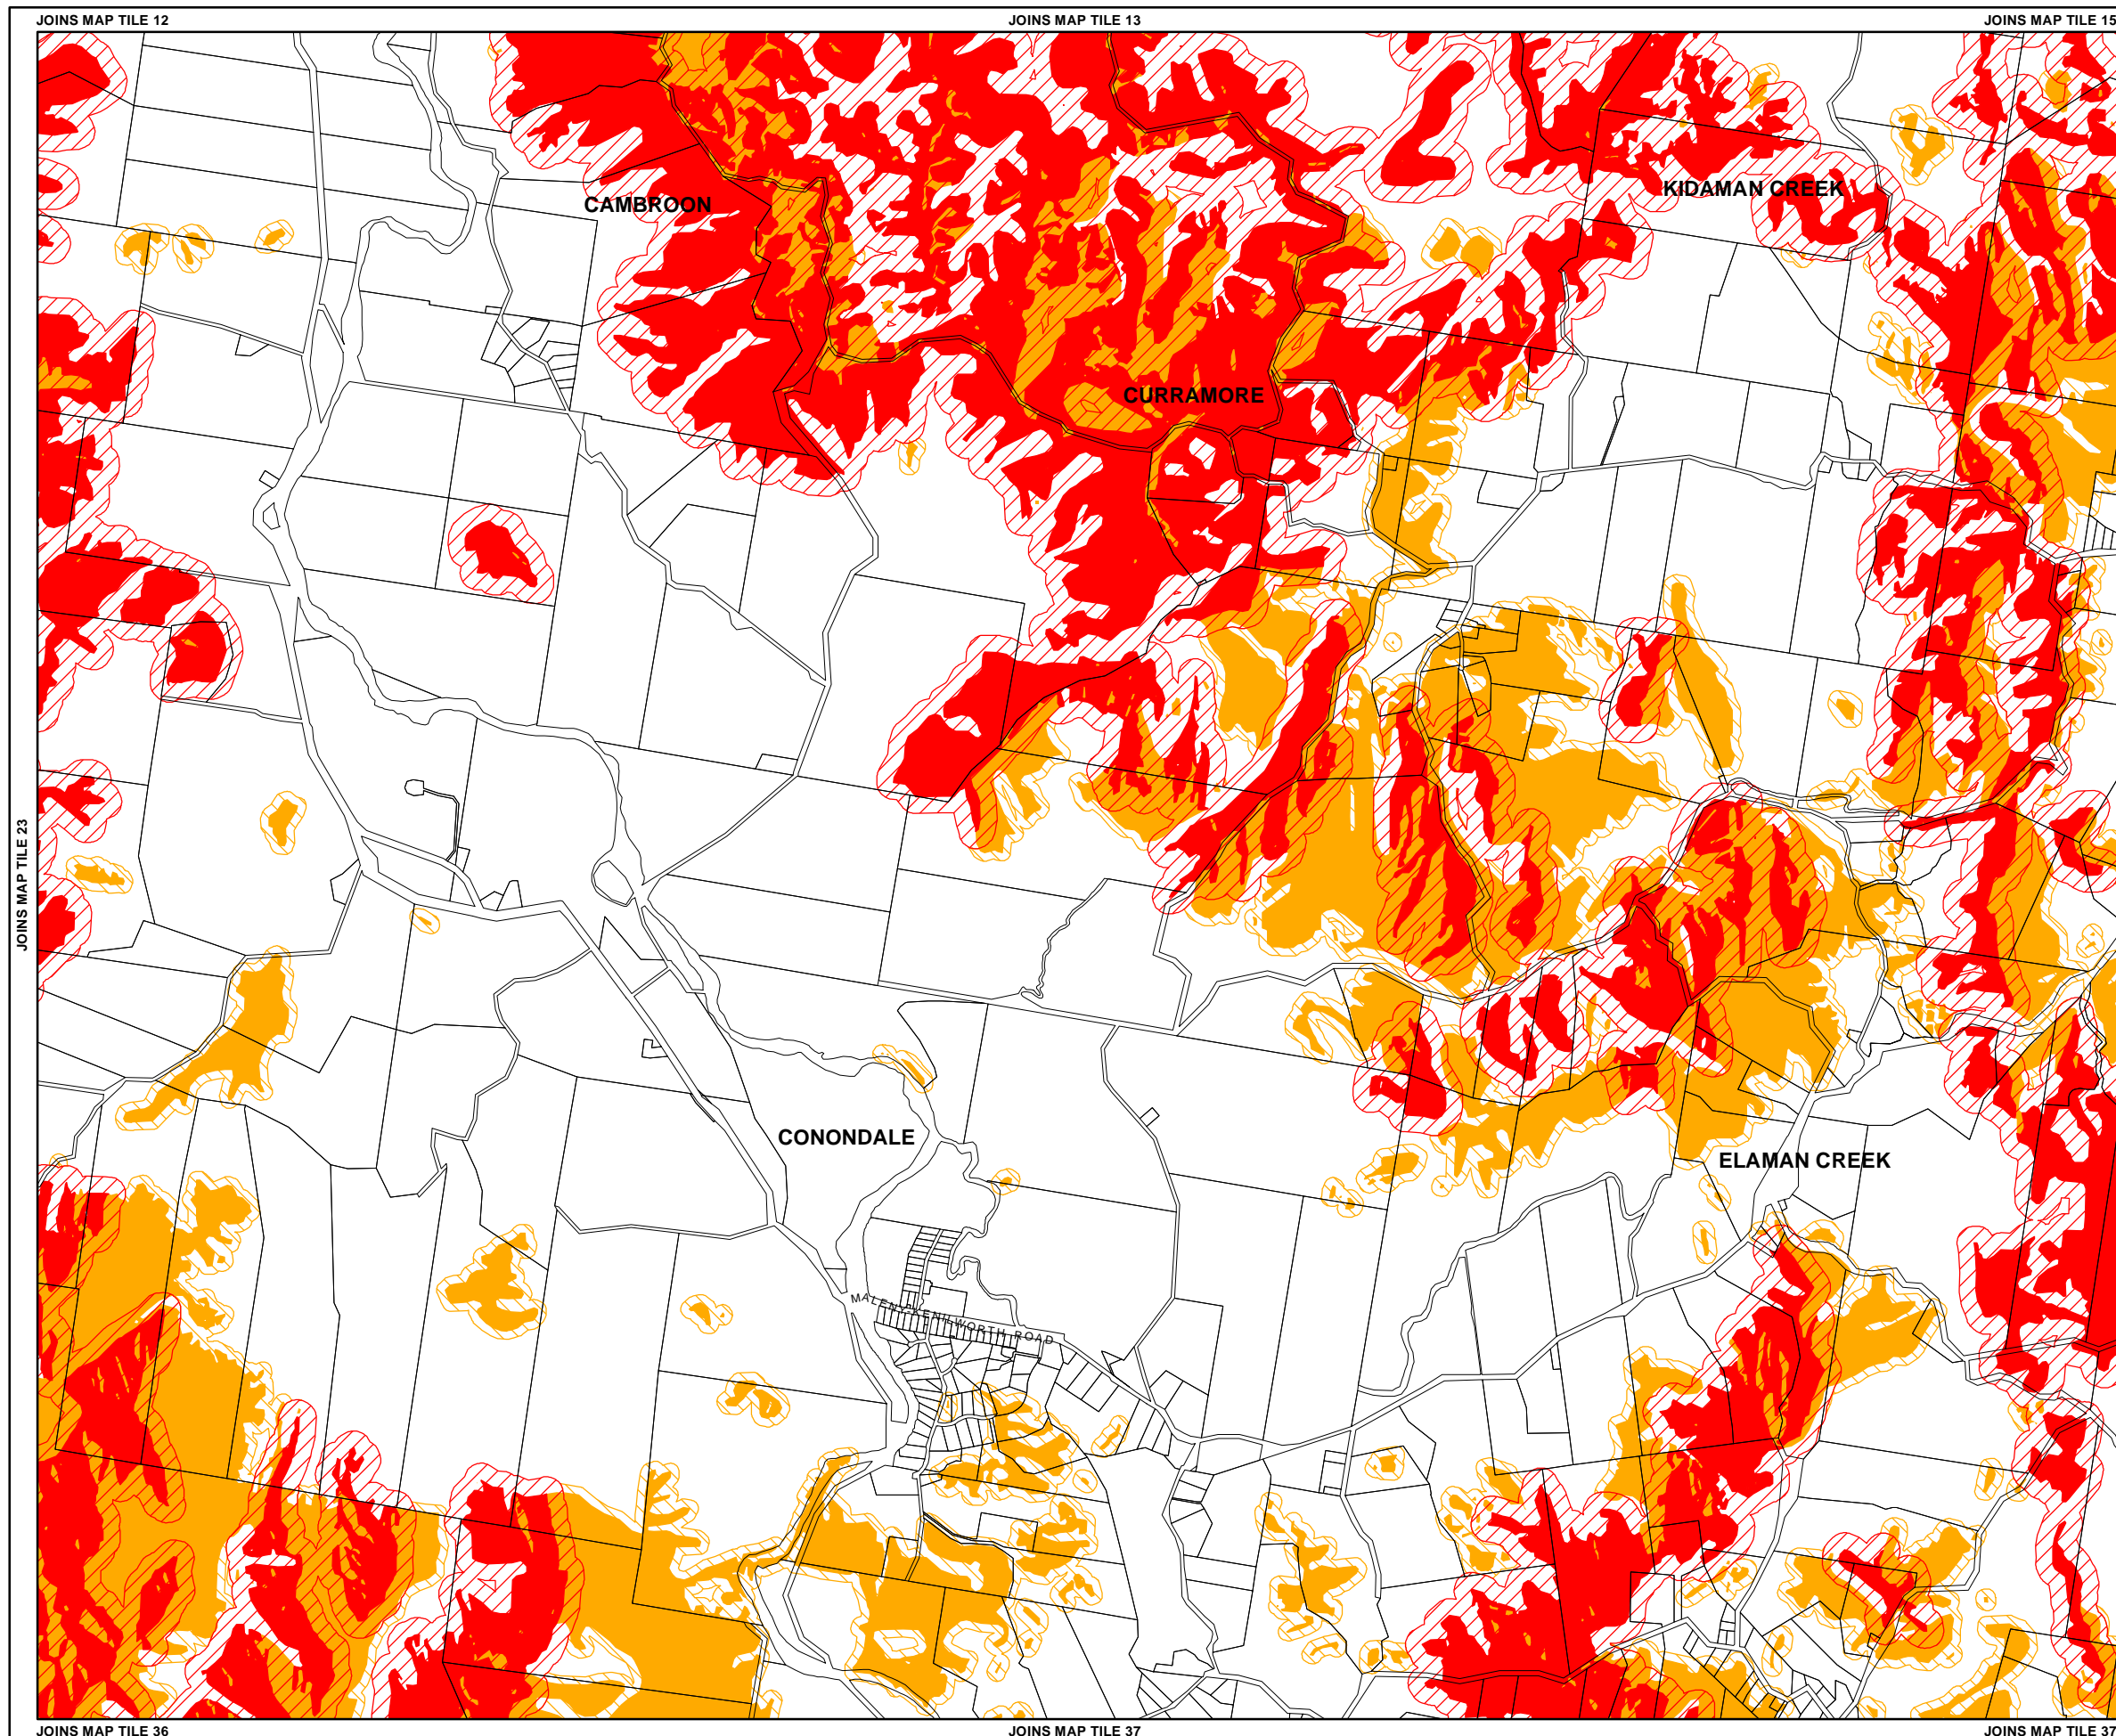 JOINS MAP TILE 12
JOINS MAP TILE 13
JOINS MAP TILE 15
CAMBROON
KIDAMAN CREEK
CURRAMORE
JOINS MAP TILE 23
CONONDALE
ELAMAN CREEK
MALENY-KENILWORTH ROAD
JOINS MAP TILE 36
JOINS MAP TILE 37
JOINS MAP TILE 37